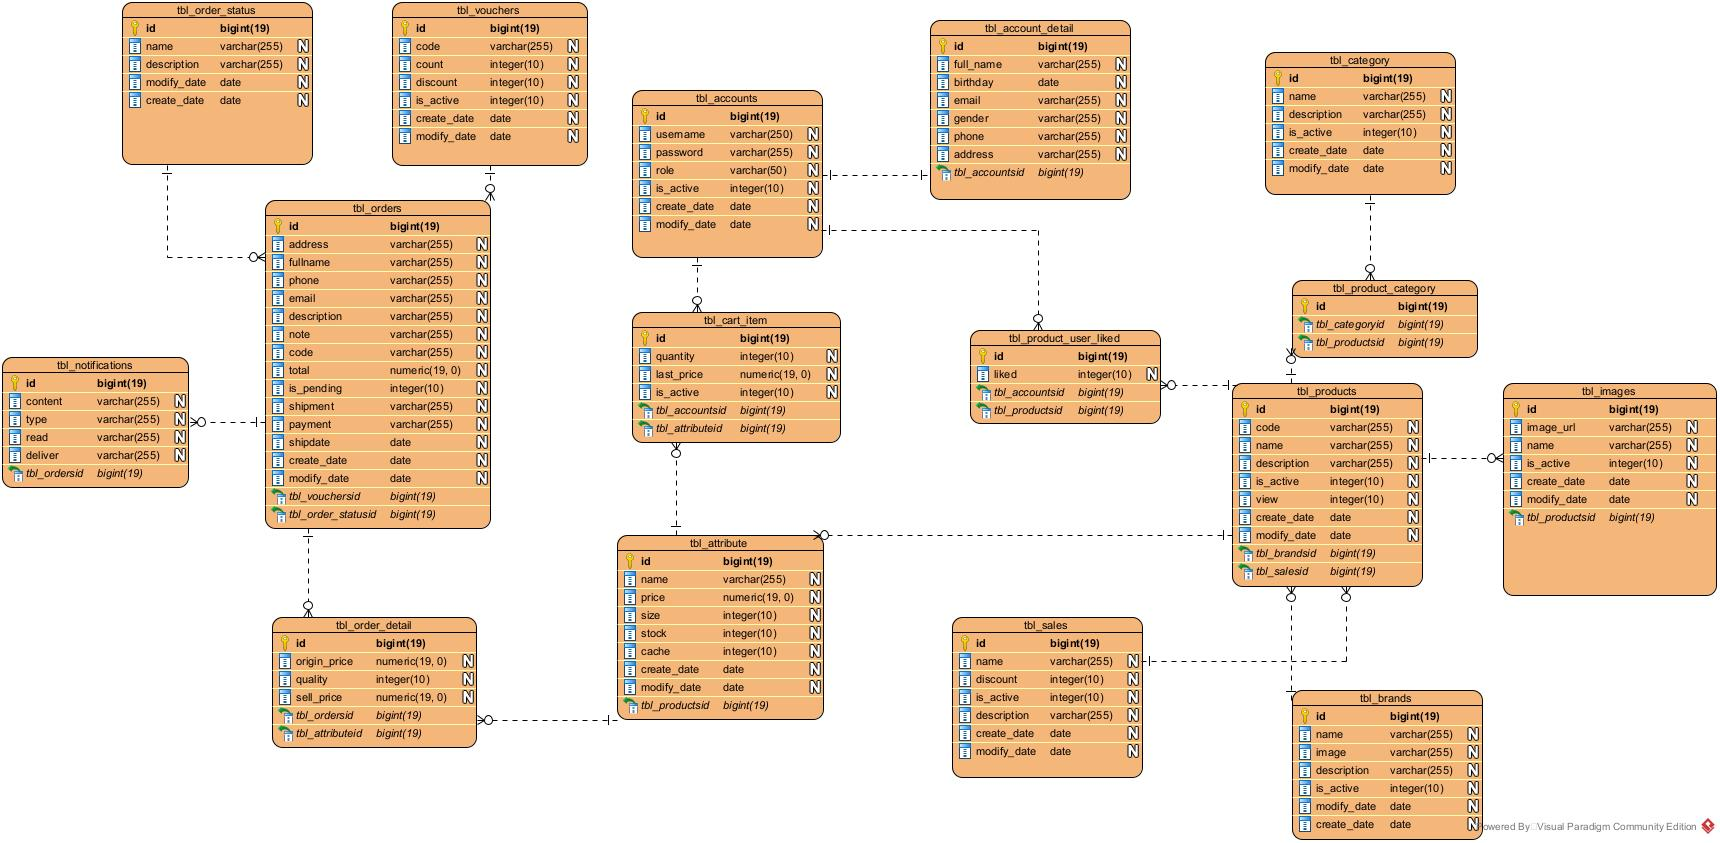 tbl_order_status
id bigint(19)
name varchar(255) N
description varchar(255) N
modify_date date N
create_date date N
tbl_vouchers
id bigint(19)
code varchar(255) N
count integer(10) N
discount integer(10) N
is_active integer(10) N
create_date date N
modify_date date N
tbl_account_detail
id bigint(19)
full_name varchar(255) N
birthday date N
email varchar(255) N
gender varchar(255) N
phone varchar(255) N
address varchar(255) N
tbl_accountsid bigint(19)
tbl_category
id bigint(19)
name varchar(255) N
description varchar(255) N
is_active integer(10) N
create_date date N
modify_date date N
tbl_accounts
id bigint(19)
username varchar(250) N
password varchar(255) N
role varchar(50) N
is_active integer(10) N
create_date date N
modify_date date N
tbl_orders
id bigint(19)
address varchar(255) N
fullname varchar(255) N
phone varchar(255) N
email varchar(255) N
description varchar(255) N
note varchar(255) N
code varchar(255) N
total numeric(19, 0) N
is_pending integer(10) N
shipment varchar(255) N
payment varchar(255) N
shipdate date N
create_date date N
modify_date date N
tbl_vouchersid bigint(19)
tbl_order_statusid bigint(19)
tbl_product_category
id bigint(19)
tbl_categoryid bigint(19)
tbl_productsid bigint(19)
tbl_cart_item
id bigint(19)
quantity integer(10) N
last_price numeric(19, 0) N
is_active integer(10) N
tbl_accountsid bigint(19)
tbl_attributeid bigint(19)
tbl_product_user_liked
id bigint(19)
liked integer(10) N
tbl_accountsid bigint(19)
tbl_productsid bigint(19)
tbl_notifications
id bigint(19)
content varchar(255) N
type varchar(255) N
read varchar(255) N
deliver varchar(255) N
tbl_ordersid bigint(19)
tbl_products
id bigint(19)
code varchar(255) N
name varchar(255) N
description varchar(255) N
is_active integer(10) N
view integer(10) N
create_date date N
modify_date date N
tbl_brandsid bigint(19)
tbl_salesid bigint(19)
tbl_images
id bigint(19)
image_url varchar(255) N
name varchar(255) N
is_active integer(10) N
create_date date N
modify_date date N
tbl_productsid bigint(19)
tbl_attribute
id bigint(19)
name varchar(255) N
price numeric(19, 0) N
size integer(10) N
stock integer(10) N
cache integer(10) N
create_date date N
modify_date date N
tbl_productsid bigint(19)
tbl_order_detail
id bigint(19)
origin_price numeric(19, 0) N
quality integer(10) N
sell_price numeric(19, 0) N
tbl_ordersid bigint(19)
tbl_attributeid bigint(19)
tbl_sales
id bigint(19)
name varchar(255) N
discount integer(10) N
is_active integer(10) N
description varchar(255) N
create_date date N
modify_date date N
tbl_brands
id bigint(19)
name varchar(255) N
image varchar(255) N
description varchar(255) N
is_active integer(10) N
modify_date date N
create_date date N
Powered By Visual Paradigm Community Edition